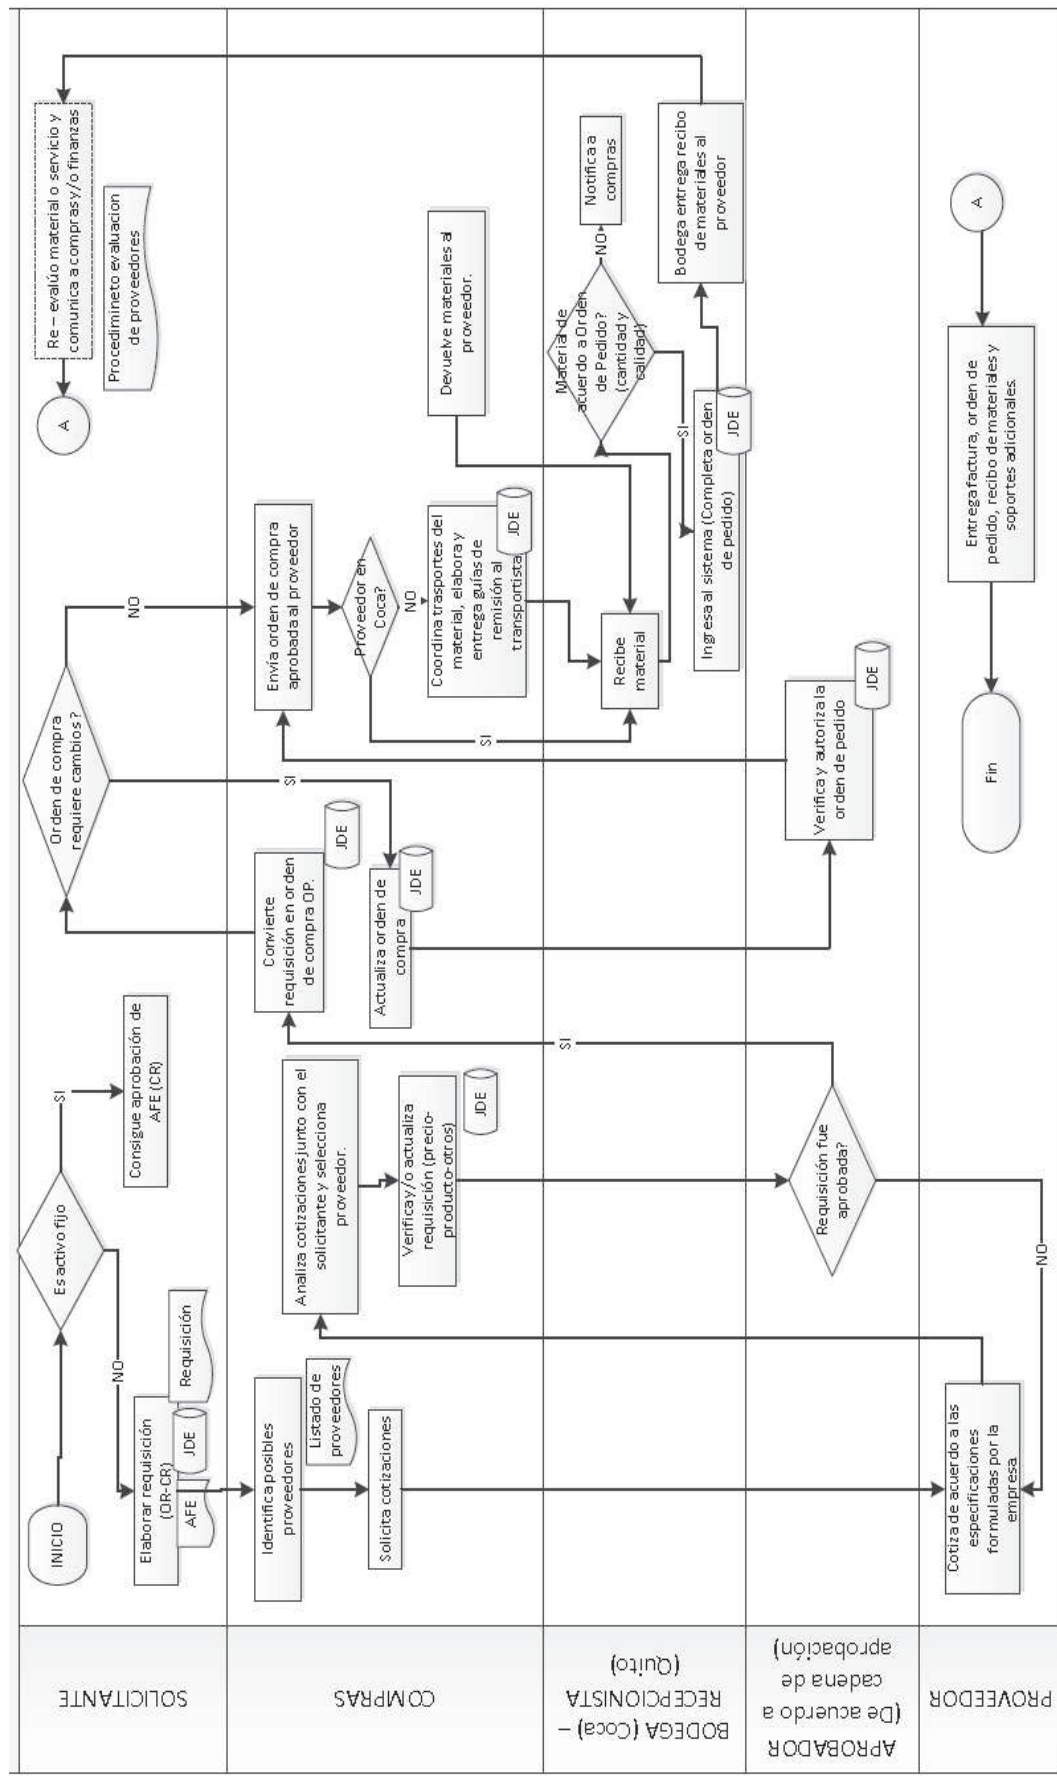 SOLICITANTE
INICIO
Es activo fijo
SI
Consigue aprobación de
AFE (CR)
NO
Elaborar requisición
(OR-CR)
AFE
JDE
Requisición
Orden de compra
requiere cambios?
NO
SI
A
Re – evalúo material o servicio y
comunica a compras y/o finanzas
Procedimineto evaluacion
de proveedores
COMPRAS
Identifica posibles
proveedores
Listado de
proveedores
Solicita cotizaciones
Analiza cotizaciones junto con el
solicitante y selecciona
proveedor.
Verifica y/o actualiza
requisición (precio-
producto-otros)
JDE
Convierte
requisición en orden
de compra OP.
JDE
Actualiza orden de
compra
JDE
Envía orden de compra
aprobada al proveedor
Proveedor en
Coca?
SI
NO
Coordina trasportes del
material, elabora y
entrega guías de
remisión al
transportista
JDE
Devuelve materiales al
proveedor.
BODEGA (Coca) –
RECEPCIONISTA
(Quito)
SI
Recibe
material
Material de
acuerdo a Orden
de Pedido?
(cantidad y
calidad)
NO
Notifica a
compras
SI
Ingresa al sistema (Completa orden
de pedido)
JDE
Bodega entrega recibo
de materiales al
proveedor
APROBADOR
(De acuerdo a
cadena de
aprobación)
Requisición fue
aprobada?
Verifica y autoriza la
orden de pedido
JDE
PROVEEDOR
Cotiza de acuerdo a las
especificaciones
formuladas por la
empresa
NO
Fin
Entrega factura, orden de
pedido, recibo de materiales y
soportes adicionales.
A